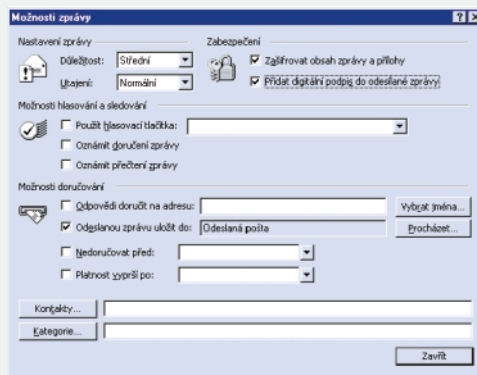 Možnosti zprávy
Nastavení zprávy
Důležitost: Střední
Utajení: Normální
Zabezpečení
Zašifrovat obsah zprávy a přílohy
Přidat digitální podpis do odesílané zprávy
Možnosti hlasování a sledování
Použít hlasovací tlačítka:
Oznámit doručení zprávy
Oznámit přečtení zprávy
Možnosti doručování
Odpovědi doručit na adresu: Vybrat jména...
Odeslanou zprávu uložit do: Odeslaná pošta Procházet...
Nedoručovat před:
Platnost vyprší po:
Kontakty...
Kategorie...
Zavřít